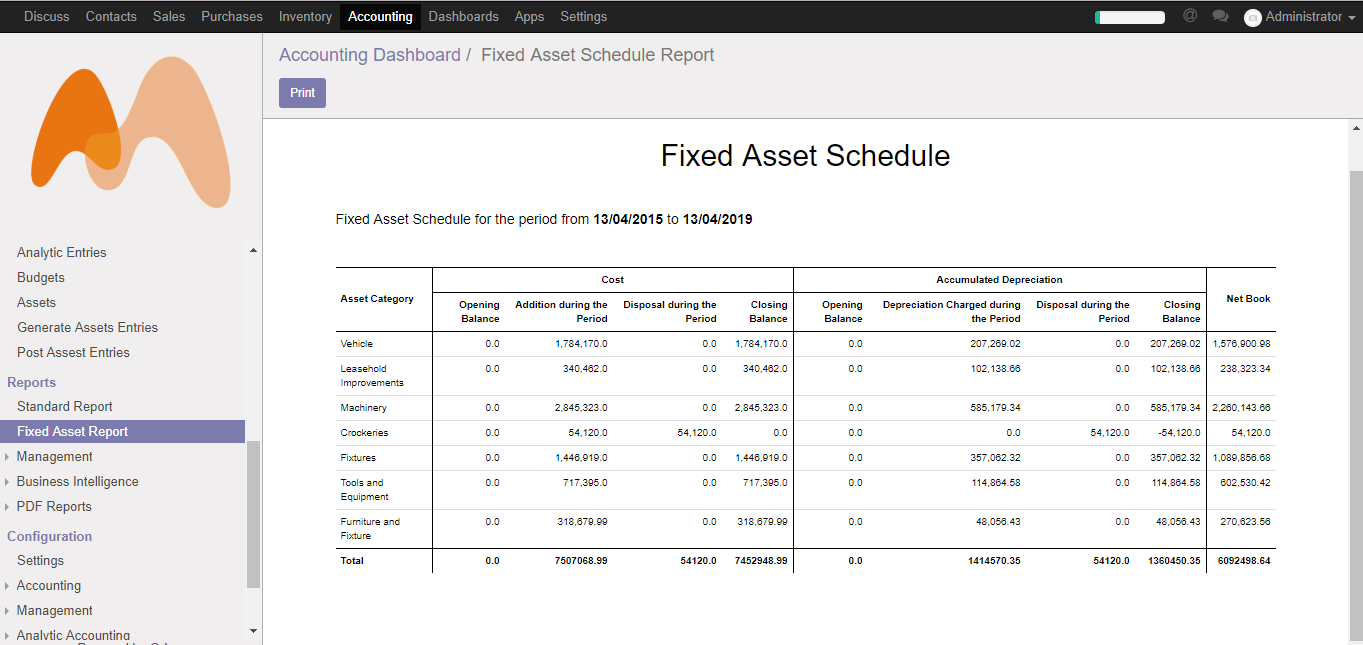 Discuss Contacts Sales Purchases Inventory Accounting Dashboards Apps Settings @ Administrator
Accounting Dashboard / Fixed Asset Schedule Report
Print
Analytic Entries
Budgets
Assets
Generate Assets Entries
Post Assest Entries
Reports
Standard Report
Fixed Asset Report
Management
Business Intelligence
PDF Reports
Configuration
Settings
Accounting
Management
Analytic Accounting
Fixed Asset Schedule
Fixed Asset Schedule for the period from 13/04/2015 to 13/04/2019
Cost Accumulated Depreciation
Asset Category Net Book
Opening Addition during the Disposal during the Closing Opening Depreciation Charged during Disposal during the Closing
Balance Period Period Balance Balance the Period Period Balance
Vehicle 0.0 1,784,170.0 0.0 1,784,170.0 0.0 207,269.02 0.0 207,269.02 1,576,900.98
Leasehold 0.0 340,462.0 0.0 340,462.0 0.0 102,138.66 0.0 102,138.66 238,323.34
Improvements
Machinery 0.0 2,845,323.0 0.0 2,845,323.0 0.0 585,179.34 0.0 585,179.34 2,260,143.66
Crockeries 0.0 54,120.0 54,120.0 0.0 0.0 0.0 54,120.0 -54,120.0 54,120.0
Fixtures 0.0 1,446,919.0 0.0 1,446,919.0 0.0 357,062.32 0.0 357,062.32 1,089,856.68
Tools and 0.0 717,395.0 0.0 717,395.0 0.0 114,864.58 0.0 114,864.58 602,530.42
Equipment
Furniture and 0.0 318,679.99 0.0 318,679.99 0.0 48,056.43 0.0 48,056.43 270,623.56
Fixture
Total 0.0 7507068.99 54120.0 7452948.99 0.0 1414570.35 54120.0 1360450.35 6092498.64